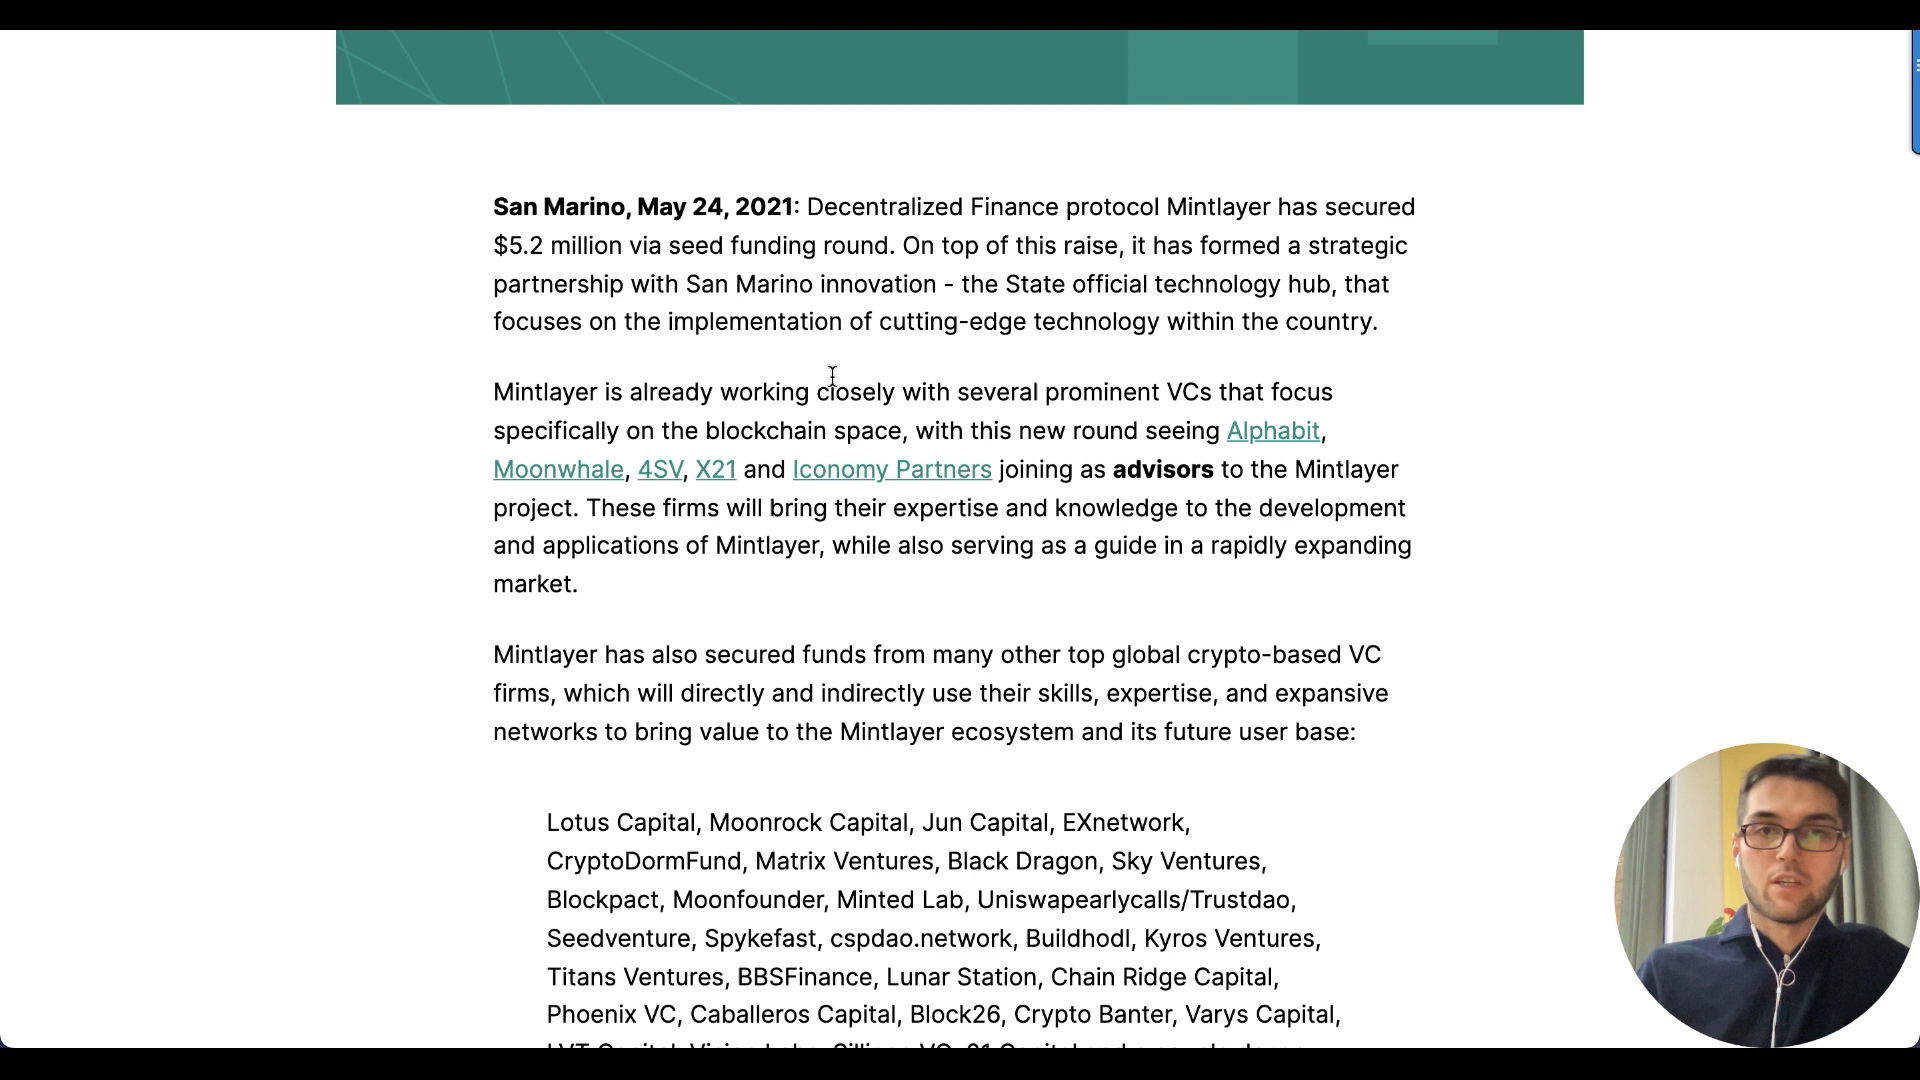 San Marino, May 24, 2021: Decentralized Finance protocol Mintlayer has secured
$5.2 million via seed funding round. On top of this raise, it has formed a strategic
partnership with San Marino innovation - the State official technology hub, that
focuses on the implementation of cutting-edge technology within the country.
Mintlayer is already working closely with several prominent VCs that focus
specifically on the blockchain space, with this new round seeing Alphabit,
Moonwhale, 4SV, X21 and Iconomy Partners joining as advisors to the Mintlayer
project. These firms will bring their expertise and knowledge to the development
and applications of Mintlayer, while also serving as a guide in a rapidly expanding
market.
Mintlayer has also secured funds from many other top global crypto-based VC
firms, which will directly and indirectly use their skills, expertise, and expansive
networks to bring value to the Mintlayer ecosystem and its future user base:
Lotus Capital, Moonrock Capital, Jun Capital, EXnetwork,
CryptoDormFund, Matrix Ventures, Black Dragon, Sky Ventures,
Blockpact, Moonfounder, Minted Lab, Uniswapearlycalls/Trustdao,
Seedventure, Spykefast, cspdao.network, Buildhodl, Kyros Ventures,
Titans Ventures, BBSFinance, Lunar Station, Chain Ridge Capital,
Phoenix VC, Caballeros Capital, Block26, Crypto Banter, Varys Capital,